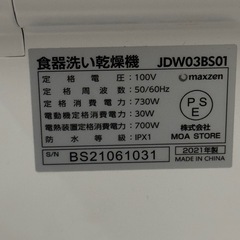 食器洗い乾燥機 JDW03BS01
定格電圧:100V
maxzen
定格周波数:50/60Hz
定格消費電力:730W
電動機定格消費電力:30W
電熱装置定格消費電力:700W
防水等級:IPX1
PSE
株式会社
MOA STORE
2021年製
S/N BS21061031